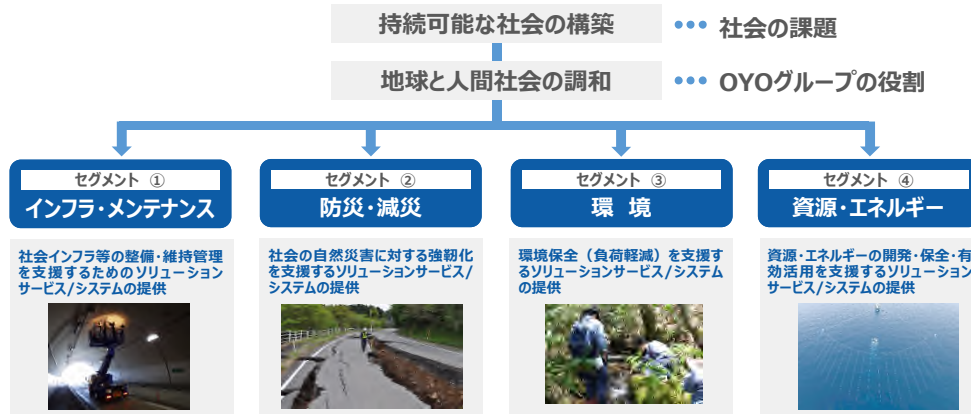 持続可能な社会の構築 ••• 社会の課題
地球と人間社会の調和 ••• OYOグループの役割
セグメント ①
インフラ・メンテナンス
社会インフラ等の整備・維持管理
を支援するためのソリューション
サービス/システムの提供
セグメント ②
防災・減災
社会の自然災害に対する強靭化
を支援するソリューションサービス/
システムの提供
セグメント ③
環 境
環境保全（負荷軽減）を支援す
るソリューションサービス/システム
の提供
セグメント ④
資源・エネルギー
資源・エネルギーの開発・保全・有
効活用を支援するソリューション
サービス/システムの提供